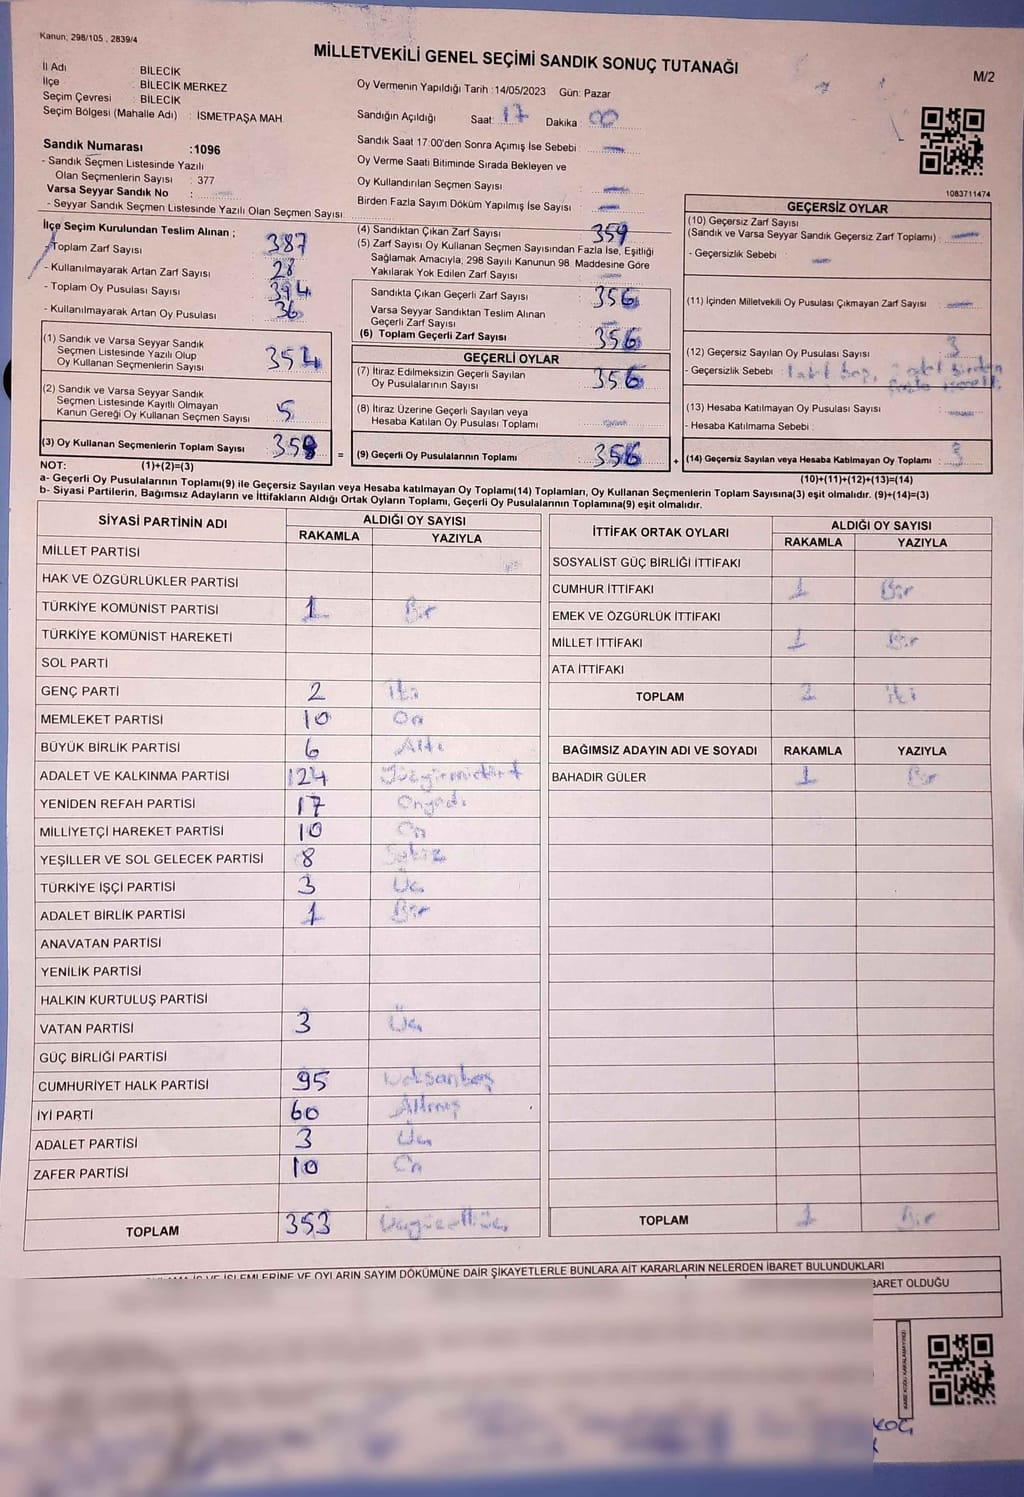 Kanun; 298/105 , 2839/4
MİLLETVEKİLİ GENEL SEÇİMİ SANDIK SONUÇ TUTANAĞI
M/2
İl Adı : BİLECİK
İlçe : BİLECİK MERKEZ
Seçim Çevresi : BİLECİK
Seçim Bölgesi (Mahalle Adı) : İSMETPAŞA MAH.
Sandık Numarası :1096
- Sandık Seçmen Listesinde Yazılı
Olan Seçmenlerin Sayısı : 377
Varsa Seyyar Sandık No :
- Seyyar Sandık Seçmen Listesinde Yazılı Olan Seçmen Sayısı:
Oy Vermenin Yapıldığı Tarih :14/05/2023 Gün: Pazar
Sandığın Açıldığı Saat: 17 Dakika : 00
Sandık Saat 17:00'den Sonra Açımış İse Sebebi : —
Oy Verme Saati Bitiminde Sırada Bekleyen ve
Oy Kullandırılan Seçmen Sayısı : —
Birden Fazla Sayım Döküm Yapılmış İse Sayısı : —
1083711474
İlçe Seçim Kurulundan Teslim Alınan ;
-Toplam Zarf Sayısı : 387
- Kullanılmayarak Artan Zarf Sayısı : 28
- Toplam Oy Pusulası Sayısı : 394
- Kullanılmayarak Artan Oy Pusulası : 36
(1) Sandık ve Varsa Seyyar Sandık
Seçmen Listesinde Yazılı Olup
Oy Kullanan Seçmenlerin Sayısı : 354
(2) Sandık ve Varsa Seyyar Sandık
Seçmen Listesinde Kayıtlı Olmayan
Kanun Gereği Oy Kullanan Seçmen Sayısı : 5
(3) Oy Kullanan Seçmenlerin Toplam Sayısı : 359
(4) Sandıktan Çıkan Zarf Sayısı : 359
(5) Zarf Sayısı Oy Kullanan Seçmen Sayısından Fazla İse, Eşitliği
Sağlamak Amacıyla, 298 Sayılı Kanunun 98. Maddesine Göre
Yakılarak Yok Edilen Zarf Sayısı : —
Sandıkta Çıkan Geçerli Zarf Sayısı : 356
Varsa Seyyar Sandıktan Teslim Alınan
Geçerli Zarf Sayısı :
(6) Toplam Geçerli Zarf Sayısı : 356
GEÇERLİ OYLAR
(7) İtiraz Edilmeksizin Geçerli Sayılan
Oy Pusulalarının Sayısı : 356
(8) İtiraz Üzerine Geçerli Sayılan veya
Hesaba Katılan Oy Pusulası Toplamı :
= (9) Geçerli Oy Pusulalarının Toplamı : 356
GEÇERSİZ OYLAR
(10) Geçersiz Zarf Sayısı
(Sandık ve Varsa Seyyar Sandık Geçersiz Zarf Toplamı) : —
- Geçersizlik Sebebi : —
(11) İçinden Milletvekili Oy Pusulası Çıkmayan Zarf Sayısı : —
(12) Geçersiz Sayılan Oy Pusulası Sayısı : 3
- Geçersizlik Sebebi : 1 adet boş, 2 adet birden
(13) Hesaba Katılmayan Oy Pusulası Sayısı :
- Hesaba Katılmama Sebebi :
+ (14) Geçersiz Sayılan veya Hesaba Katılmayan Oy Toplamı : 3
NOT: (1)+(2)=(3)
(10)+(11)+(12)+(13)=(14)
a- Geçerli Oy Pusulalarının Toplamı(9) ile Geçersiz Sayılan veya Hesaba katılmayan Oy Toplamı(14) Toplamları, Oy Kullanan Seçmenlerin Toplam Sayısına(3) eşit olmalıdır. (9)+(14)=(3)
b- Siyasi Partilerin, Bağımsız Adayların ve İttifakların Aldığı Ortak Oyların Toplamı, Geçerli Oy Pusulalarının Toplamına(9) eşit olmalıdır.
SİYASİ PARTİNİN ADI ALDIĞI OY SAYISI
RAKAMLA YAZIYLA
MİLLET PARTİSİ
HAK VE ÖZGÜRLÜKLER PARTİSİ
TÜRKİYE KOMÜNİST PARTİSİ 1 Bir
TÜRKİYE KOMÜNİST HAREKETİ
SOL PARTİ
GENÇ PARTİ 2 İki
MEMLEKET PARTİSİ 10 On
BÜYÜK BİRLİK PARTİSİ 6 Altı
ADALET VE KALKINMA PARTİSİ 124 Yüzyirmidört
YENİDEN REFAH PARTİSİ 17 Onyedi
MİLLİYETÇİ HAREKET PARTİSİ 10 On
YEŞİLLER VE SOL GELECEK PARTİSİ 8 Sekiz
TÜRKİYE İŞÇİ PARTİSİ 3 Üç
ADALET BİRLİK PARTİSİ 1 Bir
ANAVATAN PARTİSİ
YENİLİK PARTİSİ
HALKIN KURTULUŞ PARTİSİ
VATAN PARTİSİ 3 Üç
GÜÇ BİRLİĞİ PARTİSİ
CUMHURİYET HALK PARTİSİ 95 Doksanbeş
İYİ PARTİ 60 Altmış
ADALET PARTİSİ 3 Üç
ZAFER PARTİSİ 10 On
TOPLAM 353 Üçyüzelliüç
İTTİFAK ORTAK OYLARI ALDIĞI OY SAYISI
RAKAMLA YAZIYLA
SOSYALİST GÜÇ BİRLİĞİ İTTİFAKI
CUMHUR İTTİFAKI 1 Bir
EMEK VE ÖZGÜRLÜK İTTİFAKI
MİLLET İTTİFAKI 1 Bir
ATA İTTİFAKI
TOPLAM 2 İki
BAĞIMSIZ ADAYIN ADI VE SOYADI RAKAMLA YAZIYLA
BAHADIR GÜLER 1 Bir
TOPLAM 1 Bir
İŞLEMLERİNE VE OYLARIN SAYIM DÖKÜMÜNE DAİR ŞİKAYETLERLE BUNLARA AİT KARARLARIN NELERDEN İBARET BULUNDUKLARI
BARET OLDUĞU